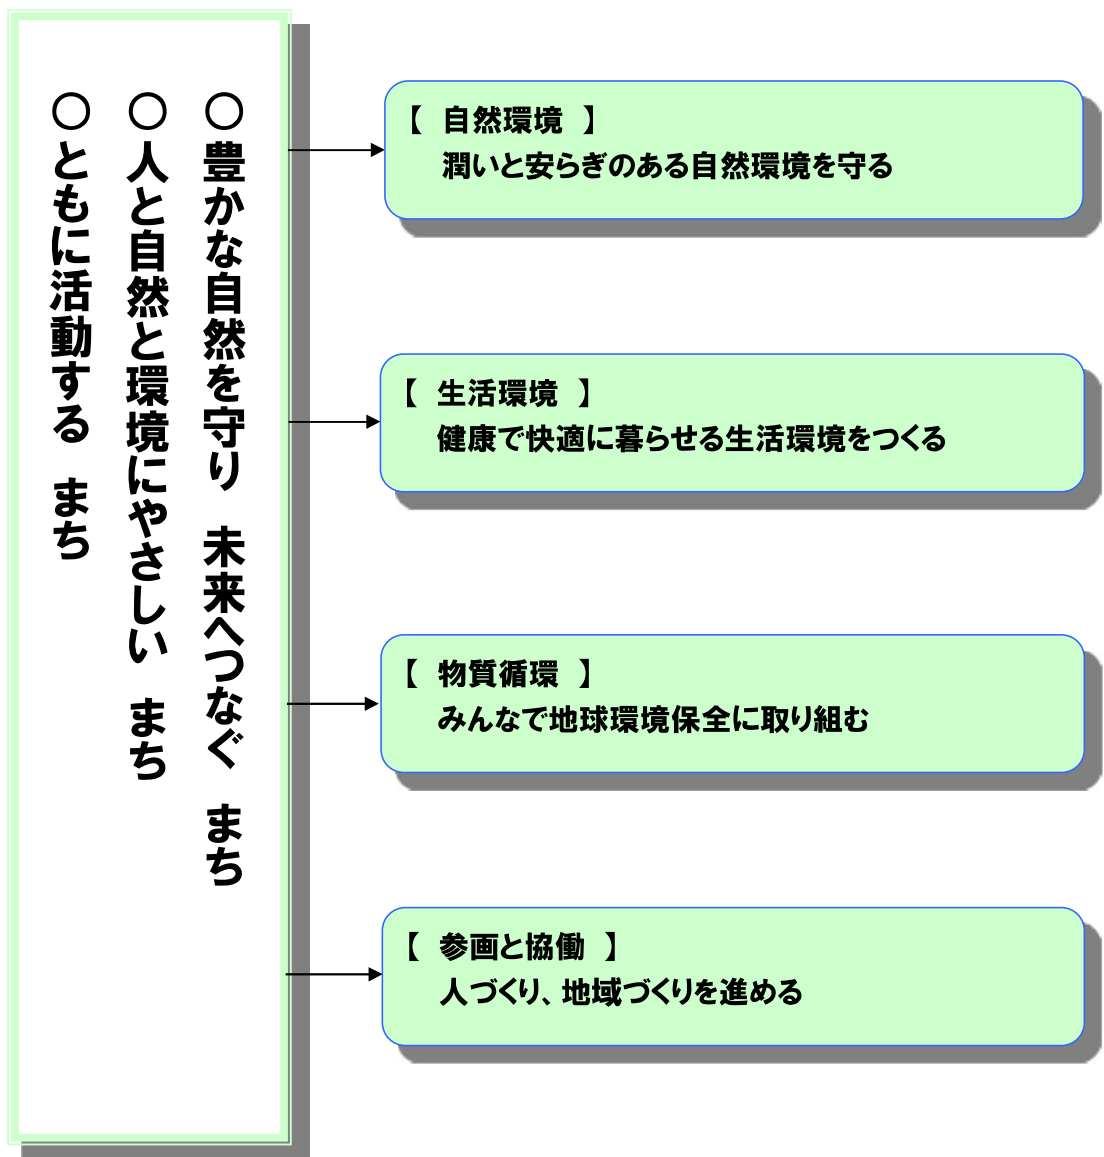 ○豊かな自然を守り　未来へつなぐ　まち
○人と自然と環境にやさしい　まち
○ともに活動する　まち
【　自然環境　】
潤いと安らぎのある自然環境を守る
【　生活環境　】
健康で快適に暮らせる生活環境をつくる
【　物質循環　】
みんなで地球環境保全に取り組む
【　参画と協働　】
人づくり、地域づくりを進める